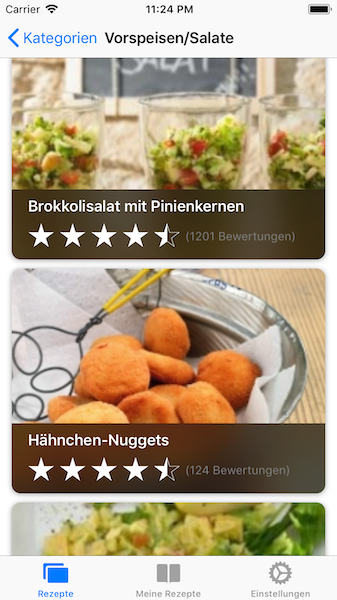 Carrier 11:24 PM
Kategorien Vorspeisen/Salate
SALAT
Brokkolisalat mit Pinienkernen
(1201 Bewertungen)
Hähnchen-Nuggets
(124 Bewertungen)
Rezepte Meine Rezepte Einstellungen